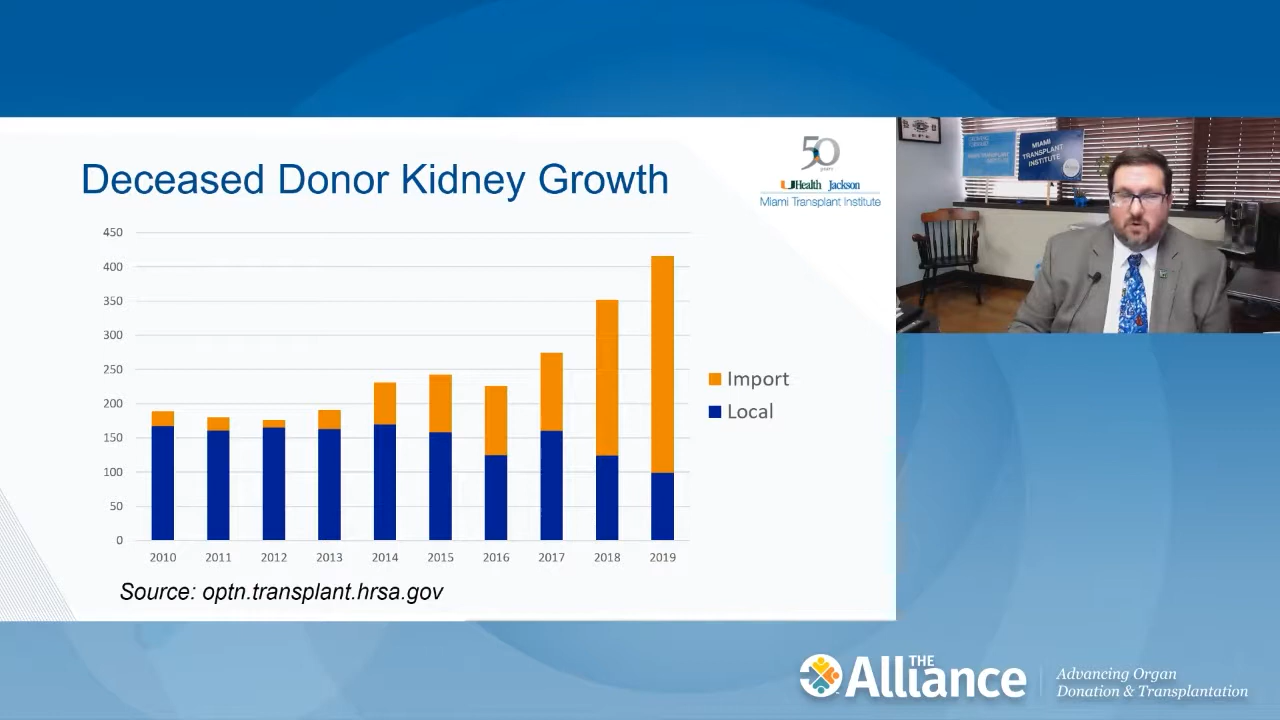 Deceased Donor Kidney Growth
50
years
UHealth Jackson
Miami Transplant Institute
450
400
350
300
250
200
150
100
50
0
2010 2011 2012 2013 2014 2015 2016 2017 2018 2019
Import
Local
Source: optn.transplant.hrsa.gov
MIAMI
TRANSPLANT
INSTITUTE
THE
Alliance
Advancing Organ
Donation & Transplantation